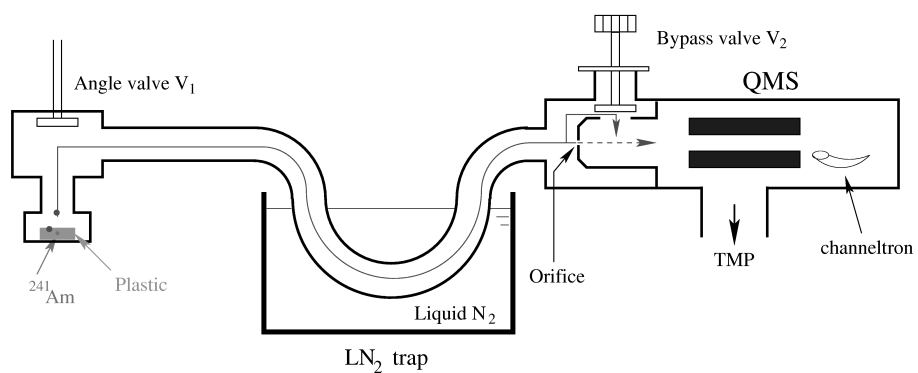 Bypass valve V2
QMS
Angle valve V1
channeltron
TMP
Orifice
241Am
Plastic
Liquid N2
LN2 trap